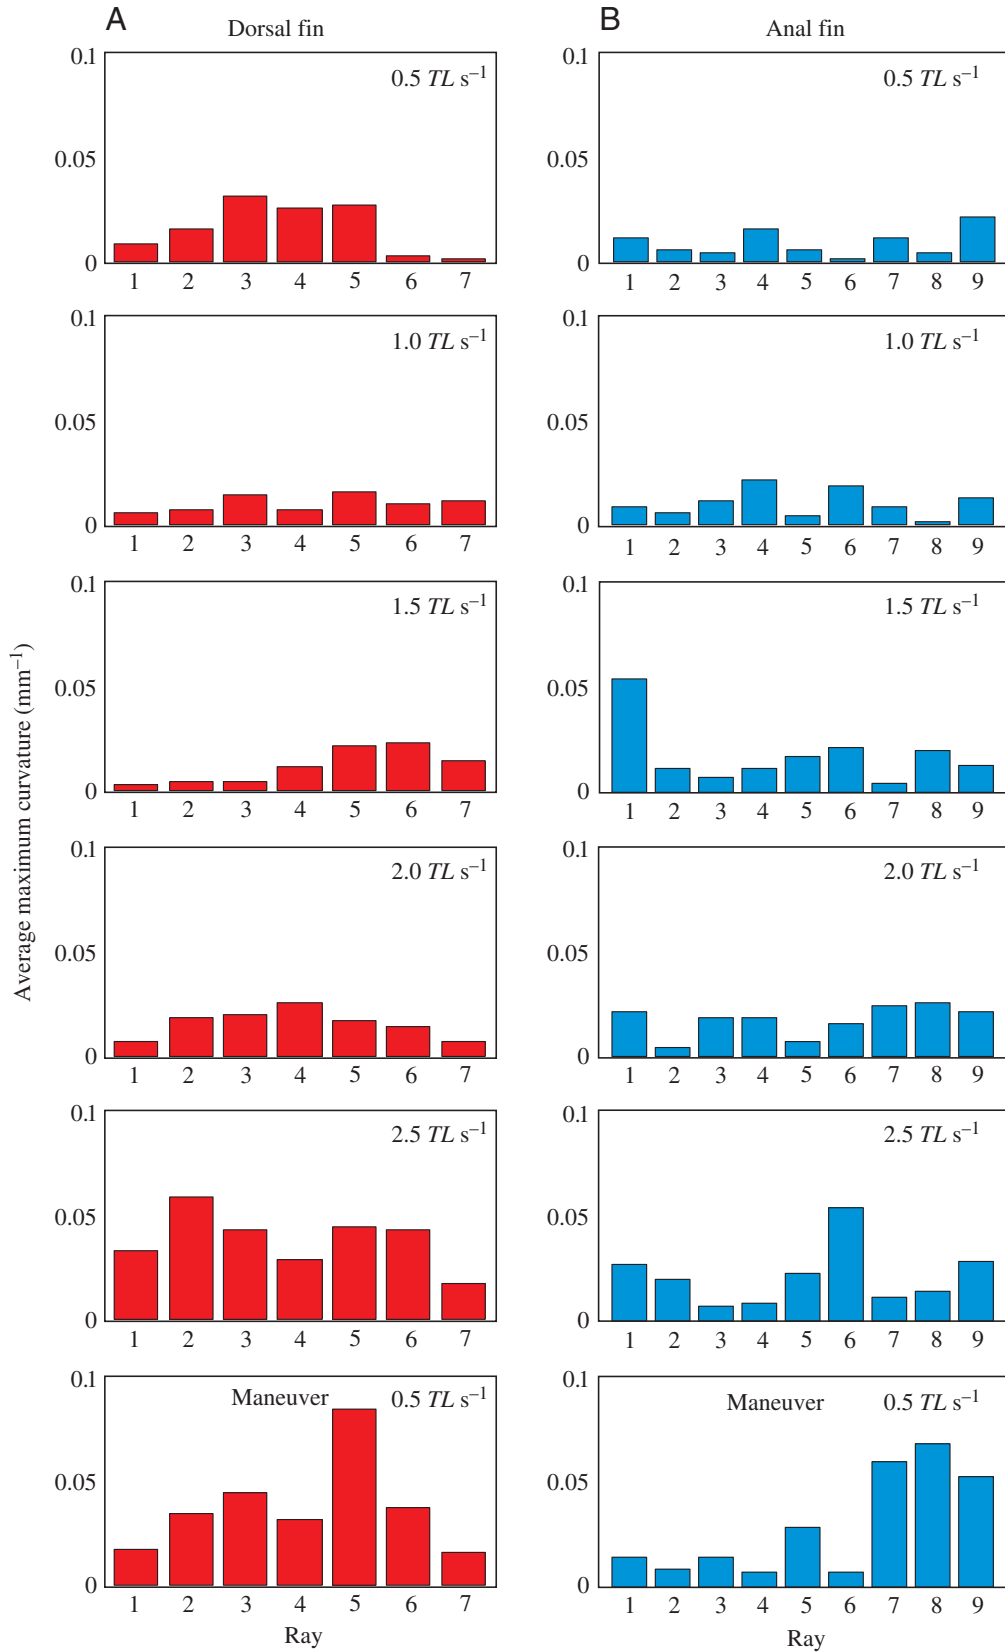 A
Dorsal fin
B
Anal fin
Average maximum curvature (mm⁻¹)
0.1
0.05
0
0.5 TL s⁻¹
1 2 3 4 5 6 7
0.1
0.05
0
0.5 TL s⁻¹
1 2 3 4 5 6 7 8 9
0.1
0.05
0
1.0 TL s⁻¹
1 2 3 4 5 6 7
0.1
0.05
0
1.0 TL s⁻¹
1 2 3 4 5 6 7 8 9
0.1
0.05
0
1.5 TL s⁻¹
1 2 3 4 5 6 7
0.1
0.05
0
1.5 TL s⁻¹
1 2 3 4 5 6 7 8 9
0.1
0.05
0
2.0 TL s⁻¹
1 2 3 4 5 6 7
0.1
0.05
0
2.0 TL s⁻¹
1 2 3 4 5 6 7 8 9
0.1
0.05
0
2.5 TL s⁻¹
1 2 3 4 5 6 7
0.1
0.05
0
2.5 TL s⁻¹
1 2 3 4 5 6 7 8 9
0.1
0.05
0
Maneuver 0.5 TL s⁻¹
1 2 3 4 5 6 7
0.1
0.05
0
Maneuver 0.5 TL s⁻¹
1 2 3 4 5 6 7 8 9
Ray
Ray